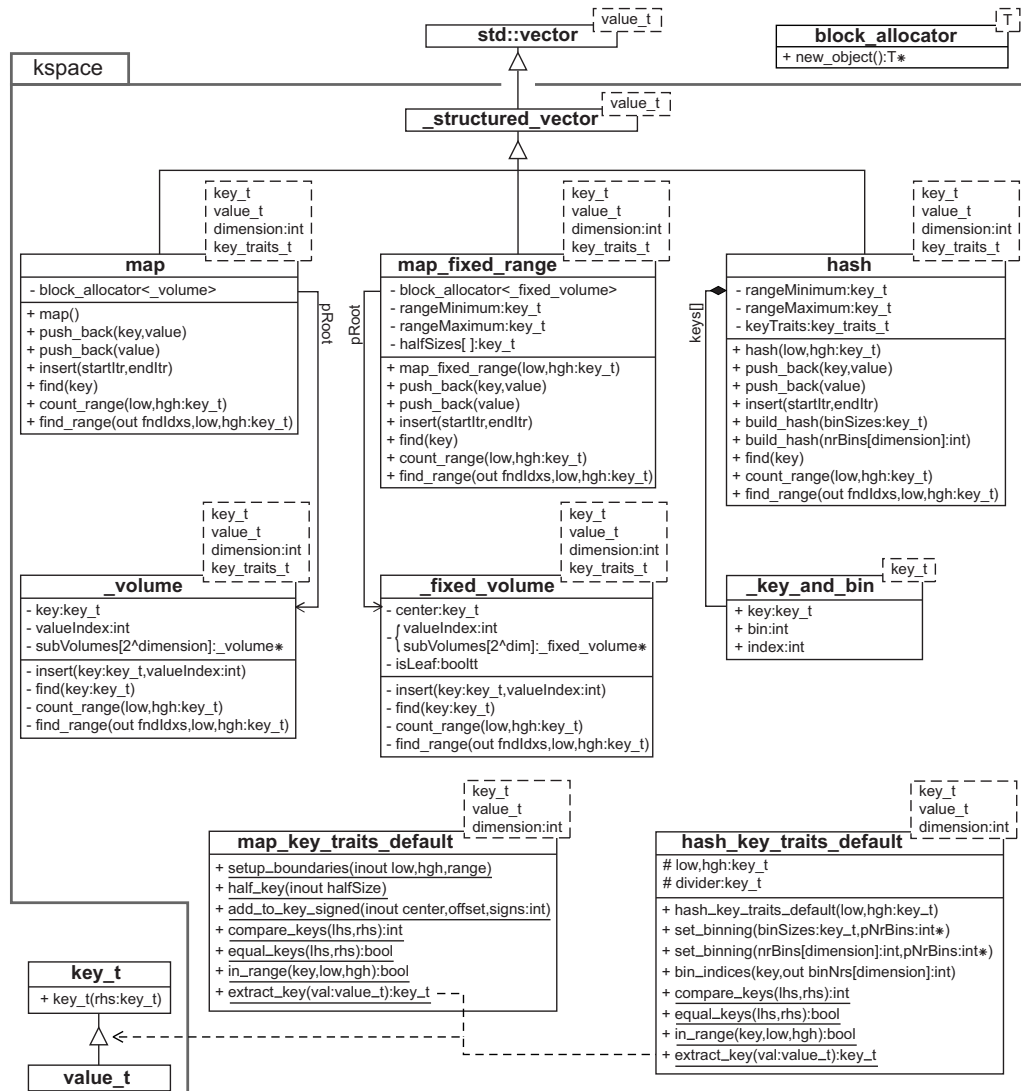 value_t
std::vector
T
block_allocator
+ new_object():T*
kspace
value_t
_structured_vector
key_t
value_t
dimension:int
key_traits_t
map
- block_allocator<_volume>
+ map()
+ push_back(key,value)
+ push_back(value)
+ insert(startItr,endItr)
+ find(key)
+ count_range(low,hgh:key_t)
+ find_range(out fndIdxs,low,hgh:key_t)
pRoot
key_t
value_t
dimension:int
key_traits_t
map_fixed_range
- block_allocator<_fixed_volume>
- rangeMinimum:key_t
- rangeMaximum:key_t
- halfSizes[ ]:key_t
+ map_fixed_range(low,hgh:key_t)
+ push_back(key,value)
+ push_back(value)
+ insert(startItr,endItr)
+ find(key)
+ count_range(low,hgh:key_t)
+ find_range(out fndIdxs,low,hgh:key_t)
pRoot
key_t
value_t
dimension:int
key_traits_t
hash
- rangeMinimum:key_t
- rangeMaximum:key_t
- keyTraits:key_traits_t
+ hash(low,hgh:key_t)
+ push_back(key,value)
+ push_back(value)
+ insert(startItr,endItr)
+ build_hash(binSizes:key_t)
+ build_hash(nrBins[dimension]:int)
+ find(key)
+ count_range(low,hgh:key_t)
+ find_range(out fndIdxs,low,hgh:key_t)
keys[]
key_t
value_t
dimension:int
key_traits_t
_volume
- key:key_t
- valueIndex:int
- subVolumes[2^dimension]:_volume*
- insert(key:key_t,valueIndex:int)
- find(key:key_t)
- count_range(low,hgh:key_t)
- find_range(out fndIdxs,low,hgh:key_t)
key_t
value_t
dimension:int
key_traits_t
_fixed_volume
- center:key_t
-{ valueIndex:int
subVolumes[2^dim]:_fixed_volume*
- isLeaf:booltt
- insert(key:key_t,valueIndex:int)
- find(key:key_t)
- count_range(low,hgh:key_t)
- find_range(out fndIdxs,low,hgh:key_t)
key_t
_key_and_bin
+ key:key_t
+ bin:int
+ index:int
key_t
value_t
dimension:int
map_key_traits_default
+ setup_boundaries(inout low,hgh,range)
+ half_key(inout halfSize)
+ add_to_key_signed(inout center,offset,signs:int)
+ compare_keys(lhs,rhs):int
+ equal_keys(lhs,rhs):bool
+ in_range(key,low,hgh):bool
+ extract_key(val:value_t):key_t
key_t
value_t
dimension:int
hash_key_traits_default
# low,hgh:key_t
# divider:key_t
+ hash_key_traits_default(low,hgh:key_t)
+ set_binning(binSizes:key_t,pNrBins:int*)
+ set_binning(nrBins[dimension]:int,pNrBins:int*)
+ bin_indices(key,out binNrs[dimension]:int)
+ compare_keys(lhs,rhs):int
+ equal_keys(lhs,rhs):bool
+ in_range(key,low,hgh):bool
+ extract_key(val:value_t):key_t
key_t
+ key_t(rhs:key_t)
value_t